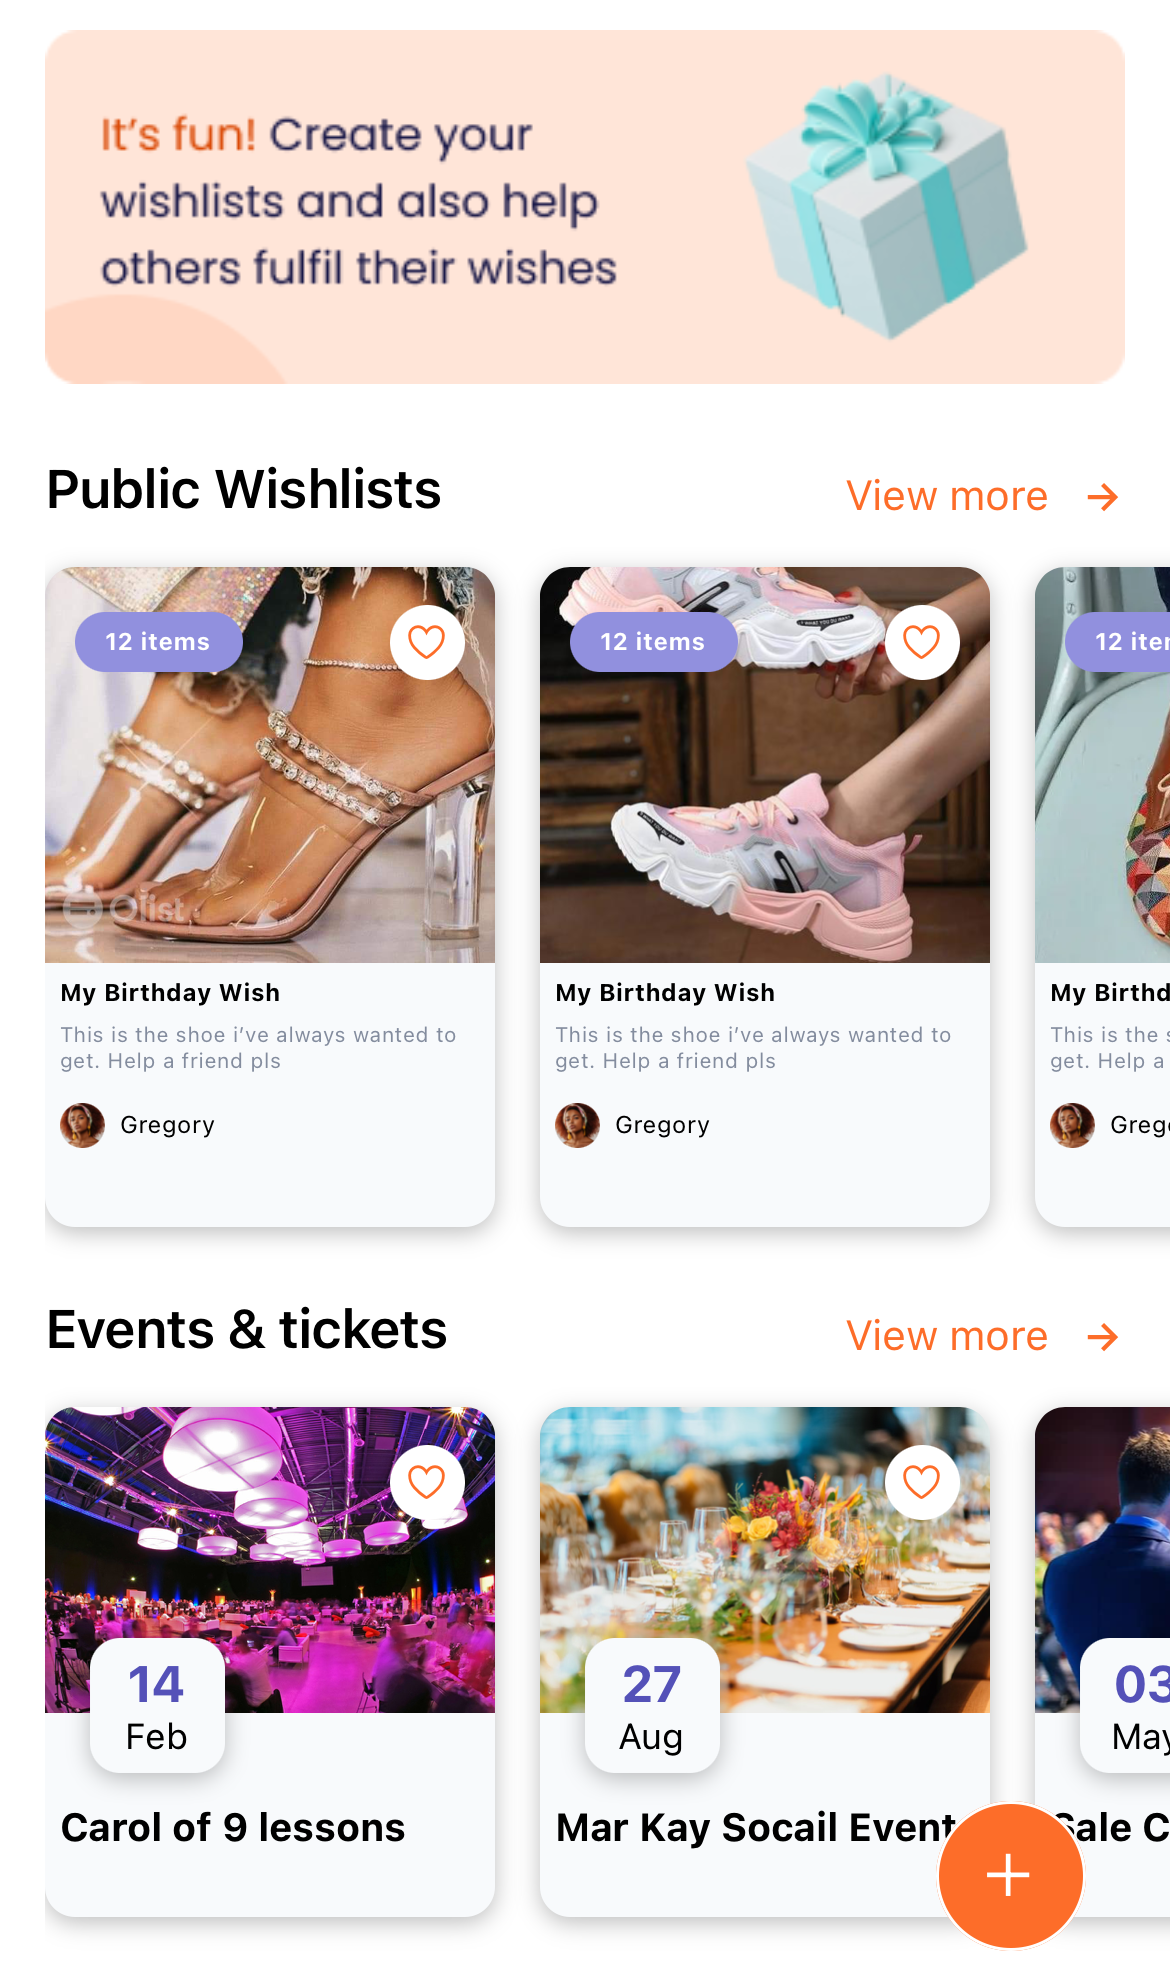 It's fun! Create your
wishlists and also help
others fulfil their wishes
Public Wishlists
View more →
12 items
12 items
12 iter
Olist
My Birthday Wish
My Birthday Wish
My Birthd
This is the shoe i've always wanted to
get. Help a friend pls
This is the shoe i've always wanted to
get. Help a friend pls
This is the s
get. Help a
Gregory
Gregory
Grego
Events & tickets
View more →
14
Feb
27
Aug
03
May
Carol of 9 lessons
Mar Kay Socail Event
Sale C